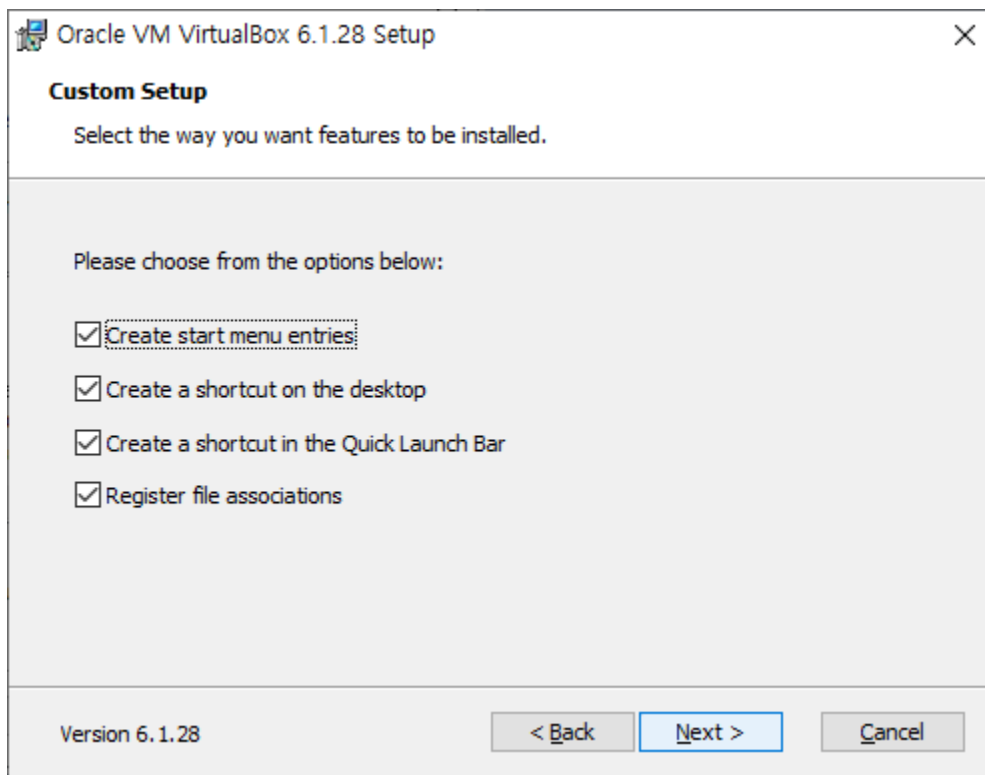 Oracle VM VirtualBox 6.1.28 Setup
Custom Setup
Select the way you want features to be installed.
Please choose from the options below:
Create start menu entries
Create a shortcut on the desktop
Create a shortcut in the Quick Launch Bar
Register file associations
Version 6.1.28
< Back
Next >
Cancel